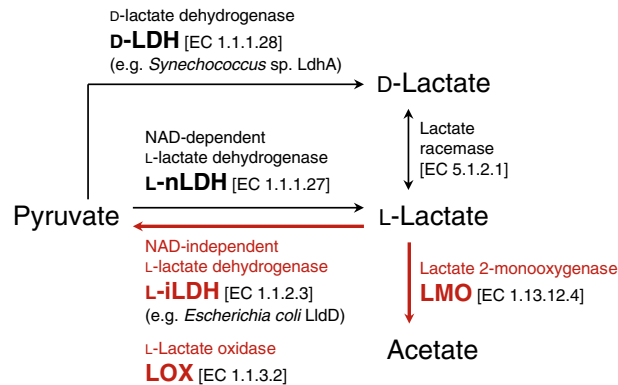 D-lactate dehydrogenase
D-LDH [EC 1.1.1.28]
(e.g. Synechococcus sp. LdhA)
D-Lactate
NAD-dependent
L-lactate dehydrogenase
L-nLDH [EC 1.1.1.27]
Lactate
racemase
[EC 5.1.2.1]
Pyruvate
L-Lactate
NAD-independent
L-lactate dehydrogenase
L-iLDH [EC 1.1.2.3]
(e.g. Escherichia coli LldD)
Lactate 2-monooxygenase
LMO [EC 1.13.12.4]
L-Lactate oxidase
LOX [EC 1.1.3.2]
Acetate